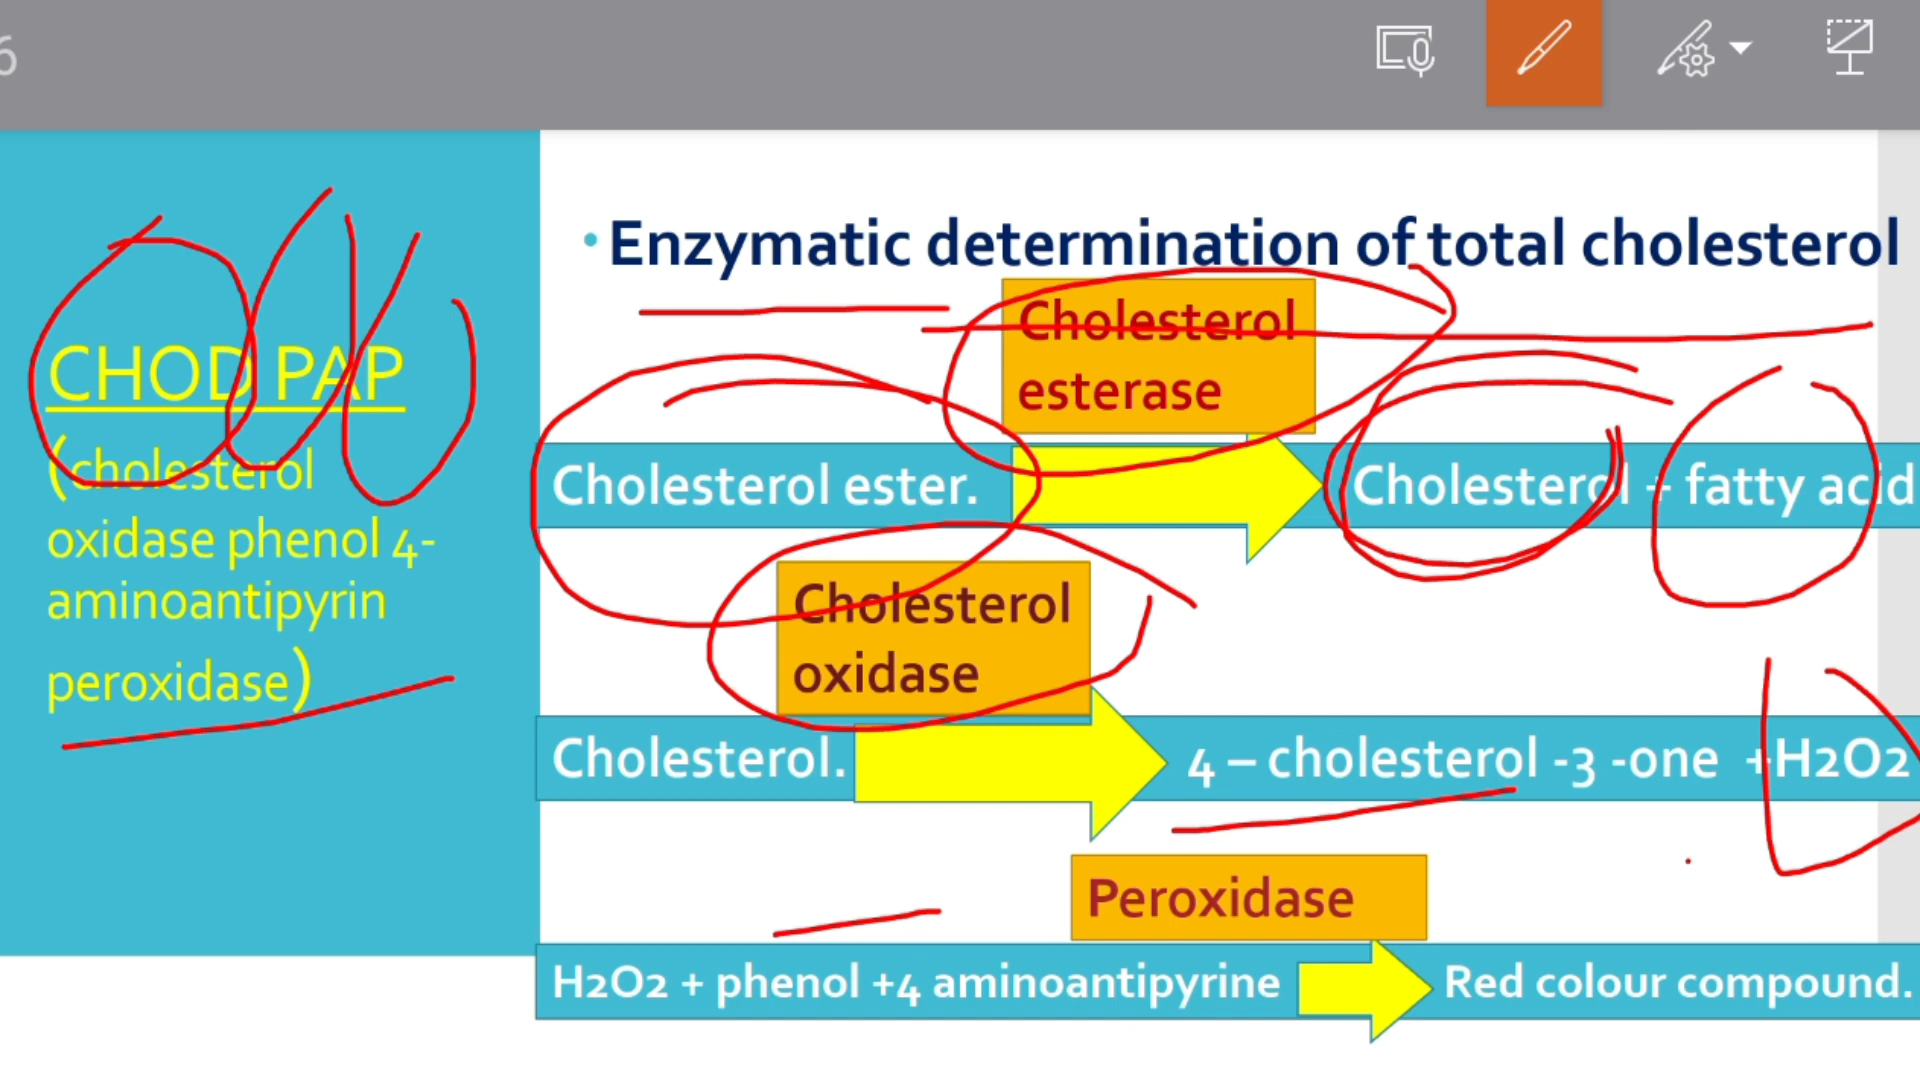 6
CHOD PAP
(cholesterol
oxidase phenol 4-
aminoantipyrin
peroxidase)
• Enzymatic determination of total cholesterol
Cholesterol
esterase
Cholesterol ester.
Cholesterol + fatty acid
Cholesterol
oxidase
Cholesterol.
4 – cholesterol -3 -one +H2O2
Peroxidase
H2O2 + phenol +4 aminoantipyrine
Red colour compound.